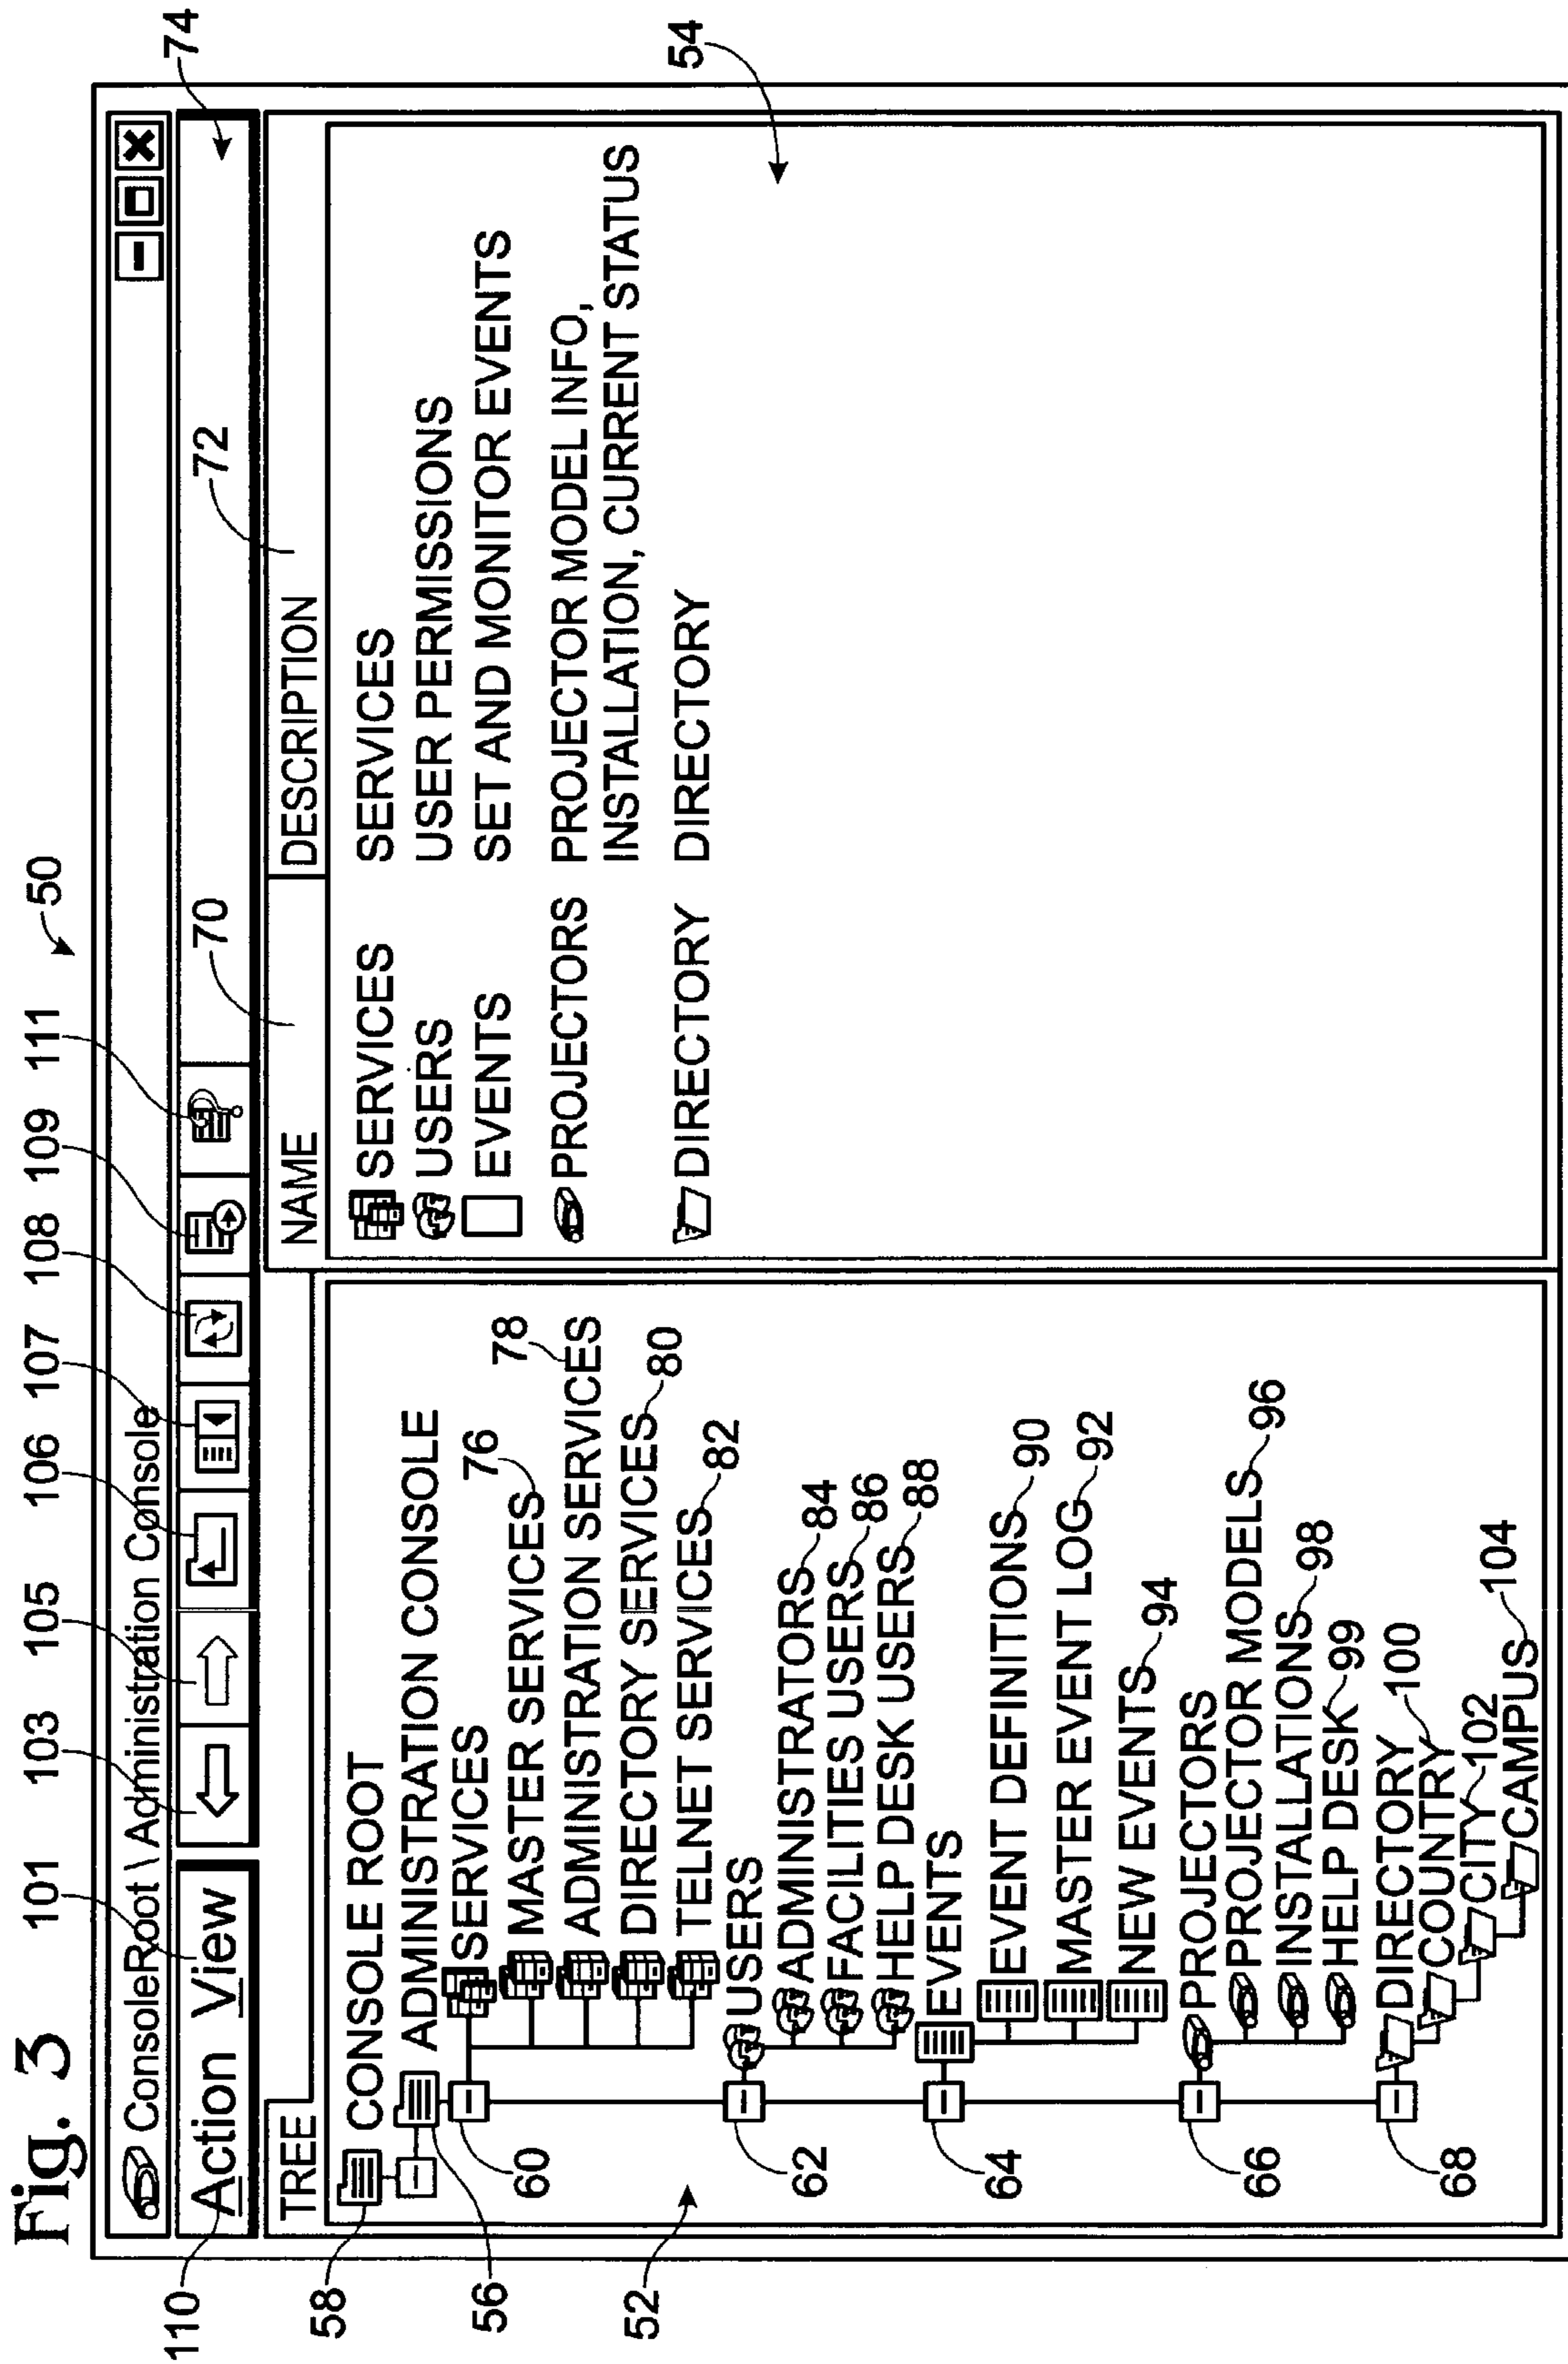 Fig. 3
50
101 103 105 106 107 108 109 111
ConsoleRoot \ Administration Console
110
Action View
70
72
74
TREE
NAME DESCRIPTION
58
CONSOLE ROOT
56
ADMINISTRATION CONSOLE
60
SERVICES
MASTER SERVICES 76
ADMINISTRATION SERVICES 78
DIRECTORY SERVICES 80
TELNET SERVICES 82
52
62
USERS
ADMINISTRATORS 84
FACILITIES USERS 86
HELP DESK USERS 88
64
EVENTS
EVENT DEFINITIONS 90
MASTER EVENT LOG 92
NEW EVENTS 94
66
PROJECTORS
PROJECTOR MODELS 96
INSTALLATIONS 98
HELP DESK 99
68
DIRECTORY
COUNTRY 100
CITY 102
CAMPUS 104
SERVICES SERVICES
USERS USER PERMISSIONS
EVENTS SET AND MONITOR EVENTS
PROJECTORS PROJECTOR MODEL INFO,
INSTALLATION, CURRENT STATUS
DIRECTORY DIRECTORY
54